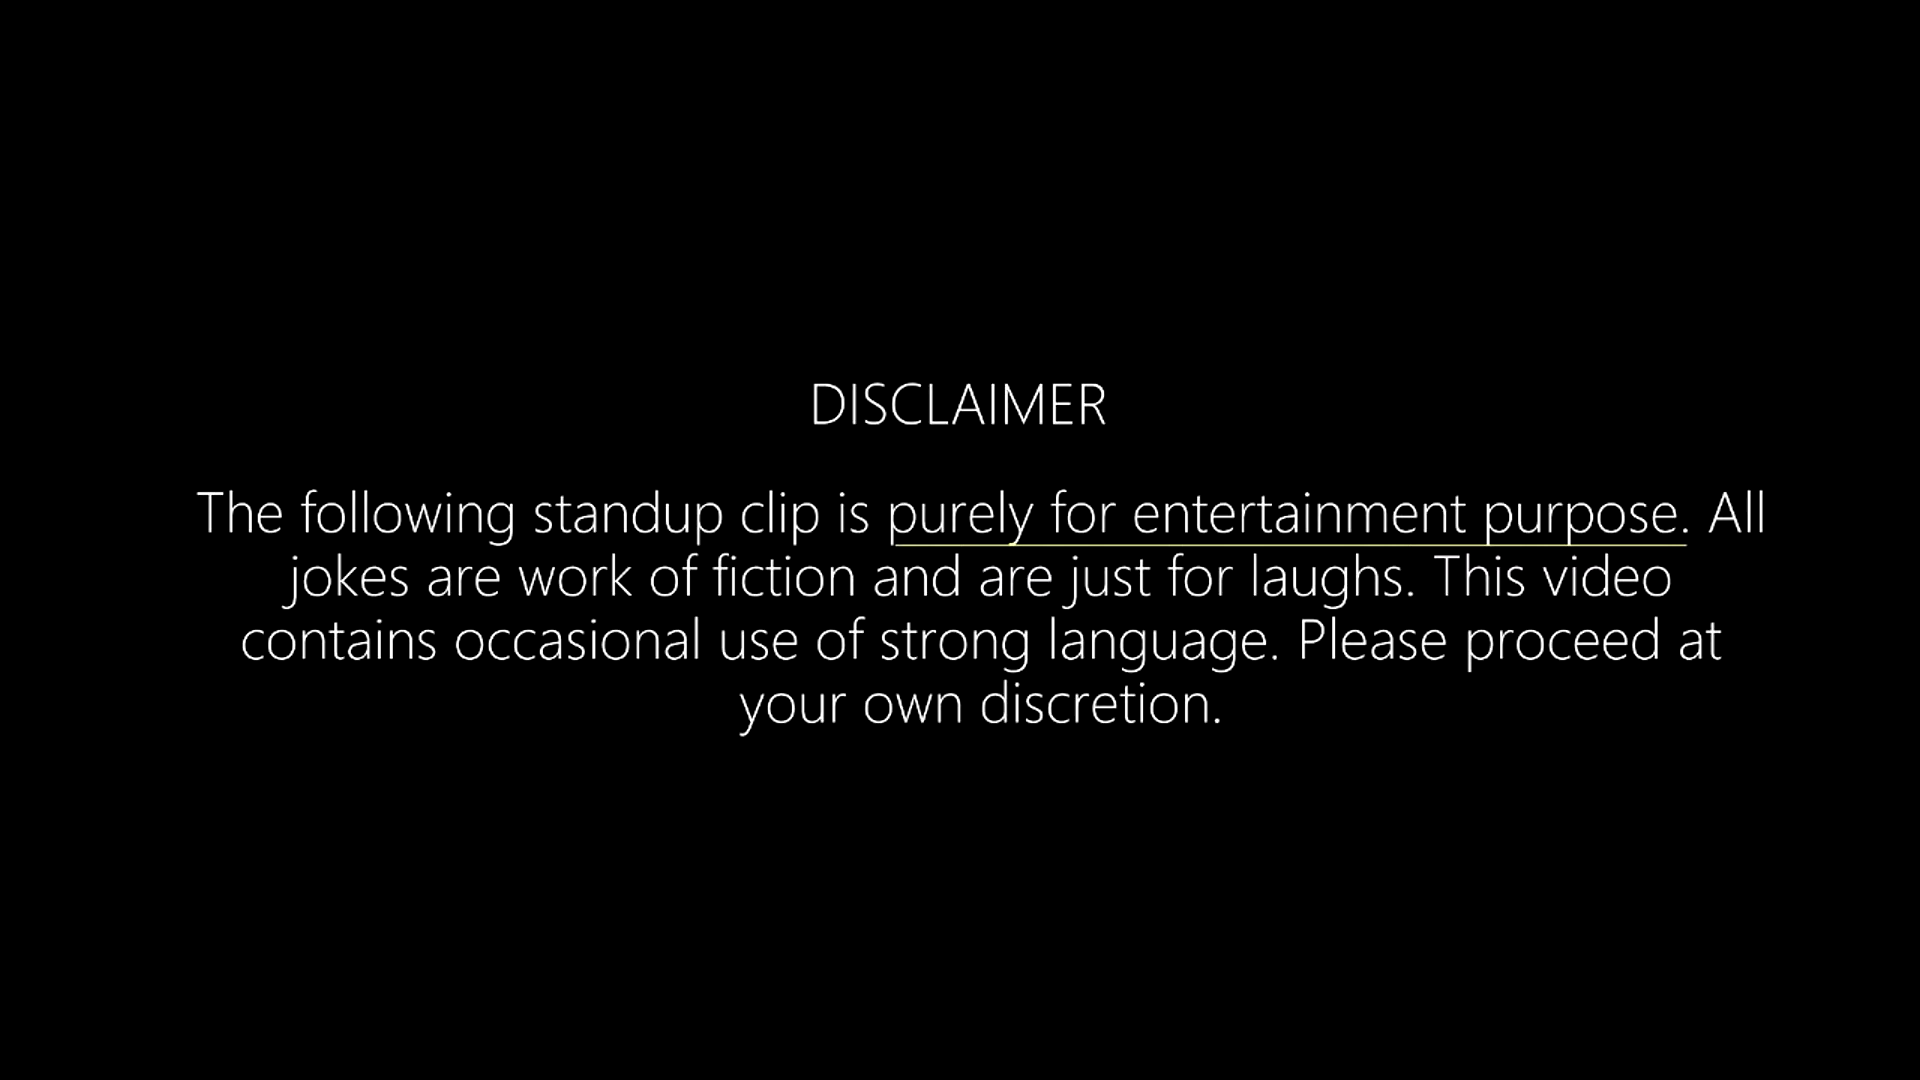 DISCLAIMER
The following standup clip is purely for entertainment purpose. All
jokes are work of fiction and are just for laughs. This video
contains occasional use of strong language. Please proceed at
your own discretion.